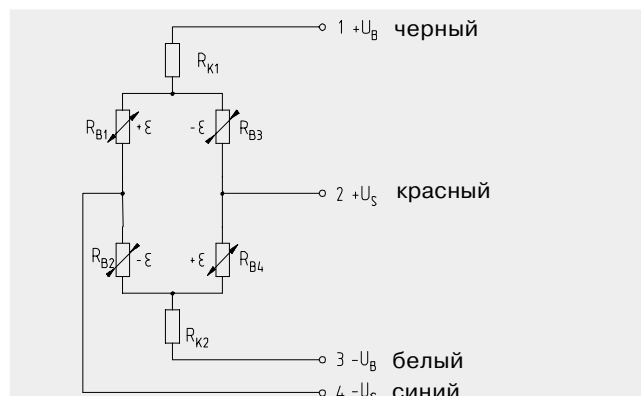 1 +U_B черный
R_K1
R_B1 +ε -ε R_B3
2 +U_S красный
R_B2 -ε +ε R_B4
R_K2
3 -U_B белый
4 -U_S синий